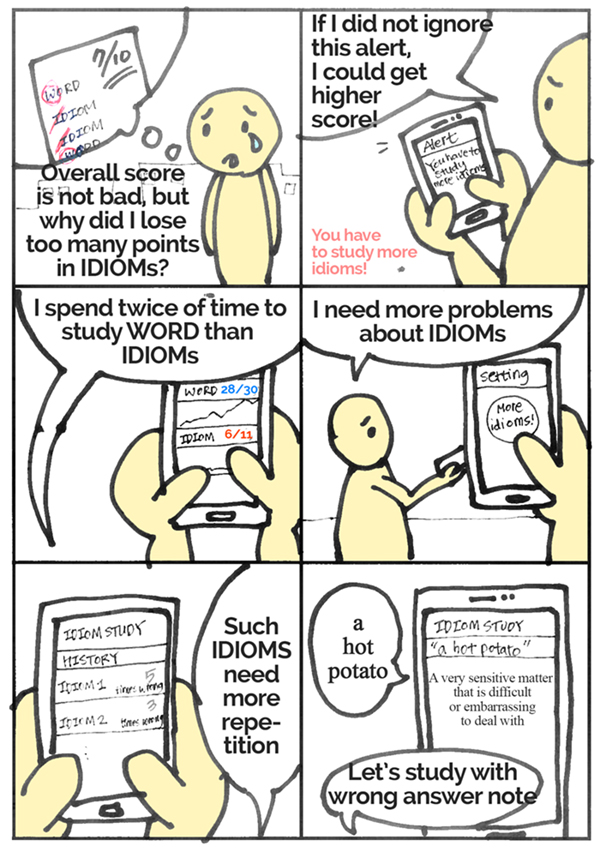 7/10
WORD
IDIOM
IDIOM
WORD
Overall score
is not bad, but
why did I lose
too many points
in IDIOMs?
If I did not ignore
this alert,
I could get
higher
score!
Alert
You have to
study
more idioms
You have
to study more
idioms!
I spend twice of time to
study WORD than
IDIOMs
WORD 28/30
IDIOM 6/11
I need more problems
about IDIOMs
setting
More
idioms!
IDIOM STUDY
HISTORY
IDIOM 1 5 times wrong
IDIOM 2 3 times wrong
Such
IDIOMS
need
more
repe-
tition
a
hot
potato
IDIOM STUDY
"a hot potato"
A very sensitive matter
that is difficult
or embarrassing
to deal with
Let's study with
wrong answer note